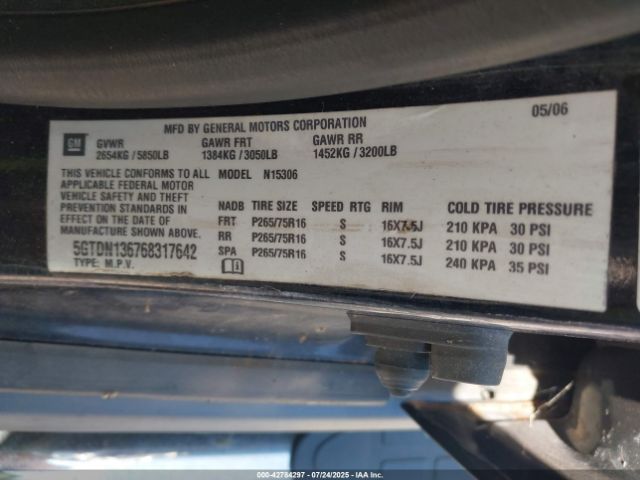 MFD BY GENERAL MOTORS CORPORATION 05/06
GM GVWR GAWR FRT GAWR RR
2654KG / 5850LB 1384KG / 3050LB 1452KG / 3200LB
THIS VEHICLE CONFORMS TO ALL MODEL N15306
APPLICABLE FEDERAL MOTOR
VEHICLE SAFETY AND THEFT
PREVENTION STANDARDS IN
EFFECT ON THE DATE OF
MANUFACTURE SHOWN ABOVE.
5GTDN136768317642
TYPE: M.P.V.
NADB TIRE SIZE SPEED RTG RIM COLD TIRE PRESSURE
FRT P265/75R16 S 16X7.5J 210 KPA 30 PSI
RR P265/75R16 S 16X7.5J 210 KPA 30 PSI
SPA P265/75R16 S 16X7.5J 240 KPA 35 PSI
000-42784297 - 07/24/2025 - IAA Inc.